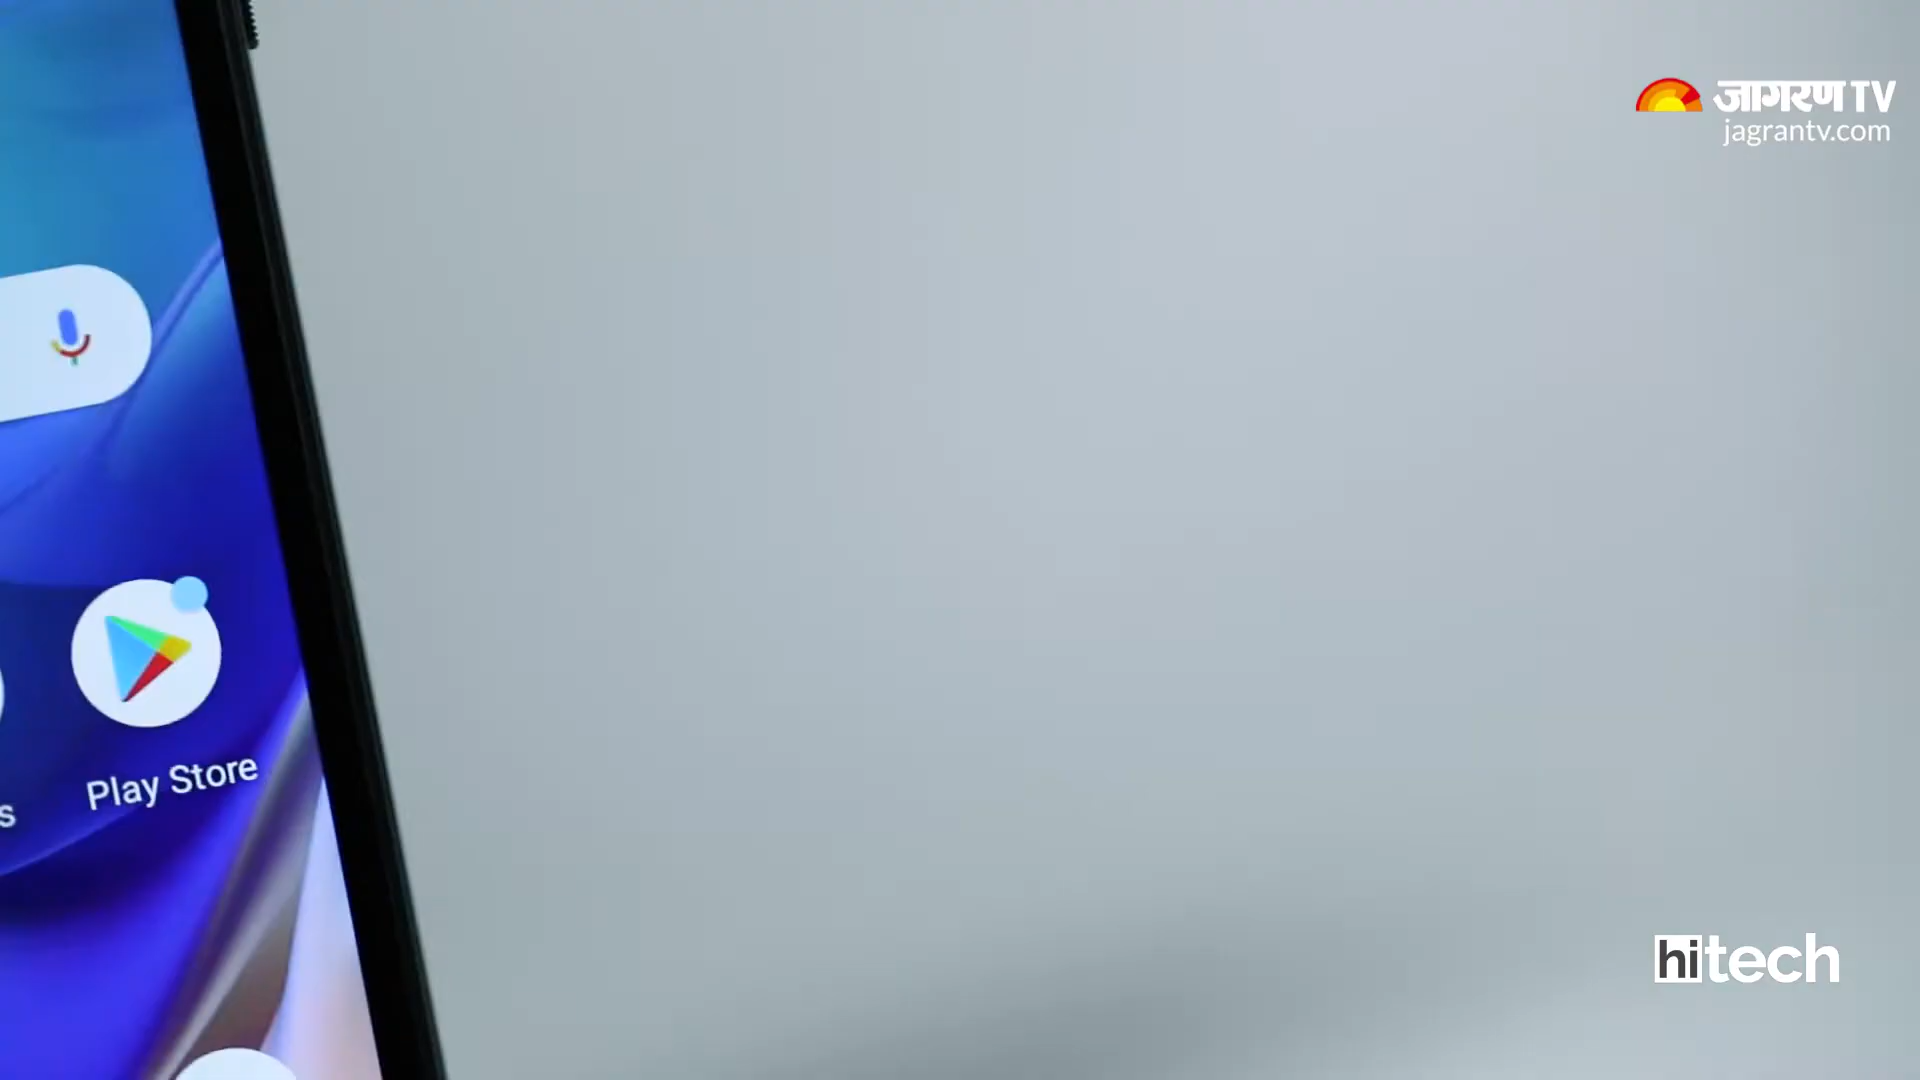 जागरण TV
jagrantv.com
s
Play Store
hitech